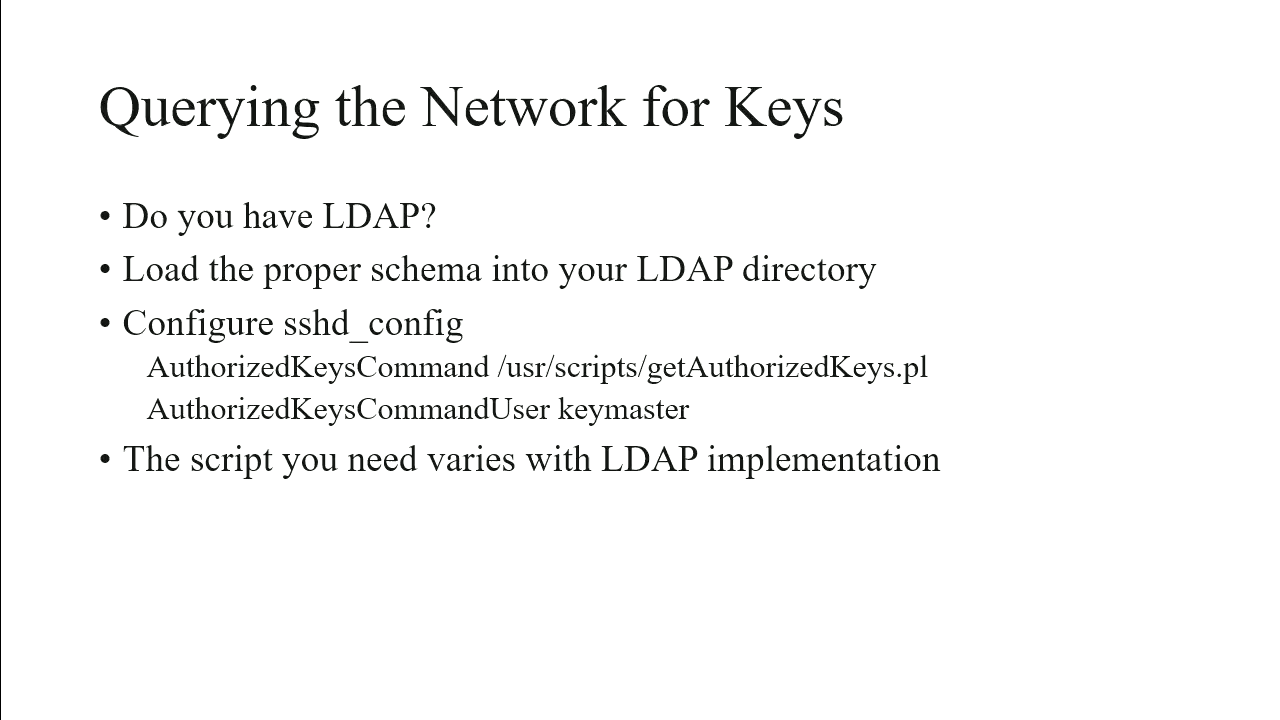 Querying the Network for Keys
• Do you have LDAP?
• Load the proper schema into your LDAP directory
• Configure sshd_config
AuthorizedKeysCommand /usr/scripts/getAuthorizedKeys.pl
AuthorizedKeysCommandUser keymaster
• The script you need varies with LDAP implementation